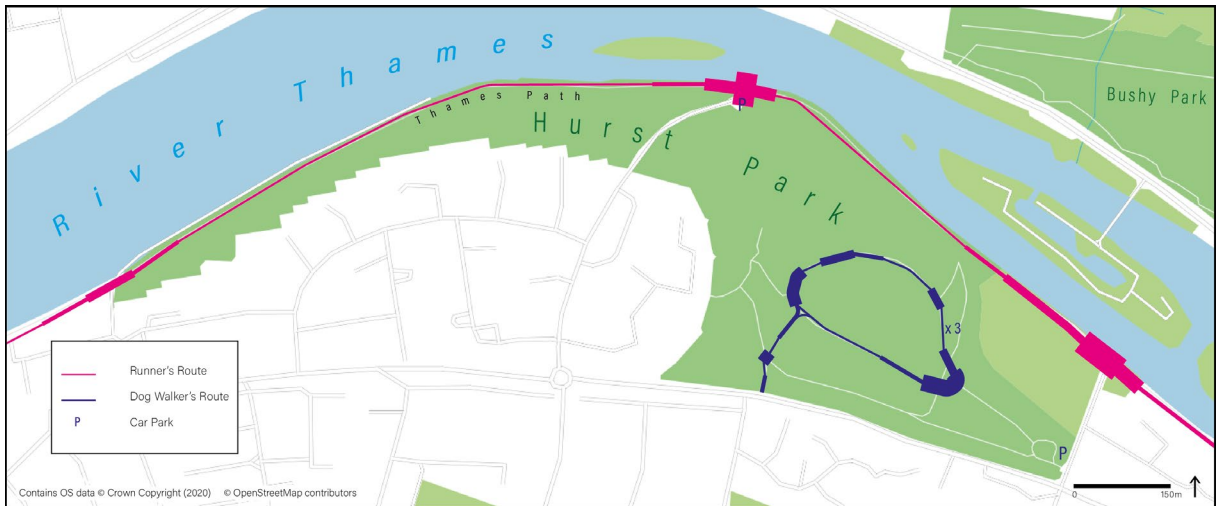 River Thames
Thames Path
P
Hurst Park
Bushy Park
x3
Runner's Route
Dog Walker's Route
P Car Park
P
Contains OS data © Crown Copyright (2020) © OpenStreetMap contributors
0 150m